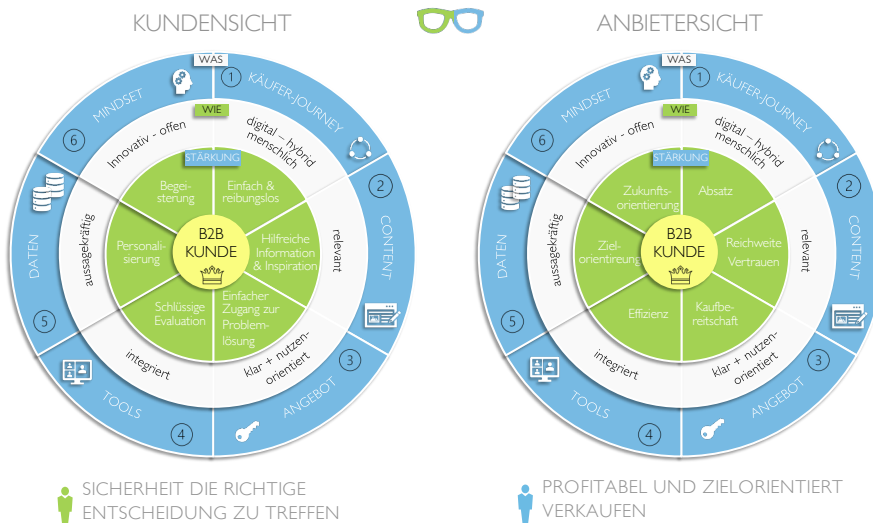 KUNDENSICHT
WAS
1
KÄUFER-JOURNEY
2
CONTENT
3
ANGEBOT
4
TOOLS
5
DATEN
6
MINDSET
WIE
digital – hybrid
menschlich
relevant
klar + nutzen-
orientiert
integriert
aussagekräftig
Innovativ - offen
STÄRKUNG
Einfach &
reibungslos
Hilfreiche
Information
& Inspiration
Einfacher
Zugang zur
Problem-
lösung
Schlüssige
Evaluation
Personali-
sierung
Begei-
sterung
B2B
KUNDE
SICHERHEIT DIE RICHTIGE
ENTSCHEIDUNG ZU TREFFEN
ANBIETERSICHT
WAS
1
KÄUFER-JOURNEY
2
CONTENT
3
ANGEBOT
4
TOOLS
5
DATEN
6
MINDSET
WIE
digital – hybrid
menschlich
relevant
klar + nutzen-
orientiert
integriert
aussagekräftig
Innovativ - offen
STÄRKUNG
Absatz
Reichweite
Vertrauen
Kaufbe-
reitschaft
Effizienz
Ziel-
orientireung
Zukunfts-
orientierung
B2B
KUNDE
PROFITABEL UND ZIELORIENTIERT
VERKAUFEN